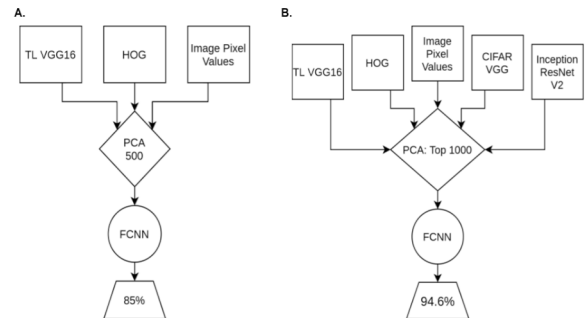 A.
TL VGG16
HOG
Image Pixel
Values
PCA
500
FCNN
85%
B.
TL VGG16
HOG
Image
Pixel
Values
CIFAR
VGG
Inception
ResNet
V2
PCA: Top 1000
FCNN
94.6%